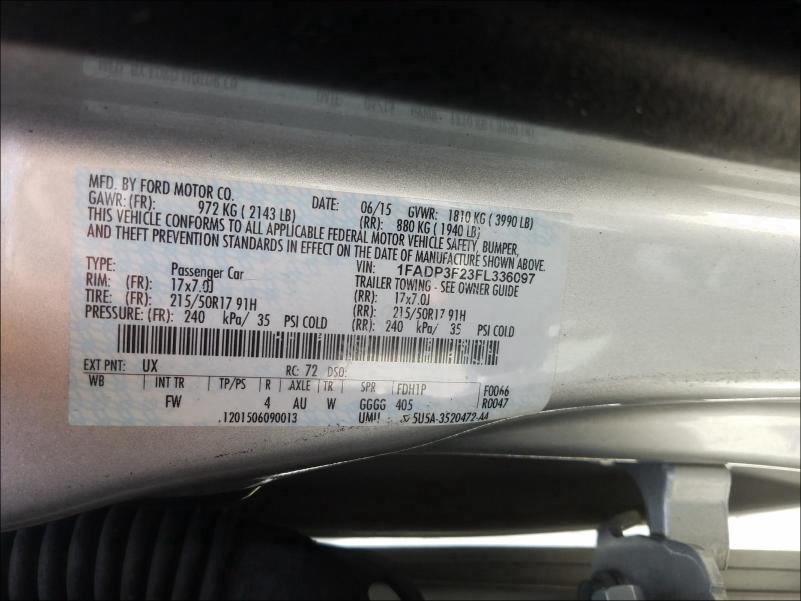 MFD. BY FORD MOTOR CO. DATE: 06/15 GVWR: 1810 KG ( 3990 LB)
GAWR: (FR): 972 KG ( 2143 LB) (RR): 880 KG ( 1940 LB)
THIS VEHICLE CONFORMS TO ALL APPLICABLE FEDERAL MOTOR VEHICLE SAFETY, BUMPER,
AND THEFT PREVENTION STANDARDS IN EFFECT ON THE DATE OF MANUFACTURE SHOWN ABOVE.
VIN: 1FADP3F23FL336097
TYPE: Passenger Car TRAILER TOWING - SEE OWNER GUIDE
RIM: (FR): 17x7.0J (RR): 17x7.0J
TIRE: (FR): 215/50R17 91H (RR): 215/50R17 91H
PRESSURE: (FR): 240 kPa/ 35 PSI COLD (RR): 240 kPa/ 35 PSI COLD
EXT PNT: UX RC: 72 DSO:
WB INT TR TP/PS R AXLE TR SPR FDH1P F0066
FW 4 AU W GGGG 405 R0047
.1201506090013 5U5A-3520472-AA